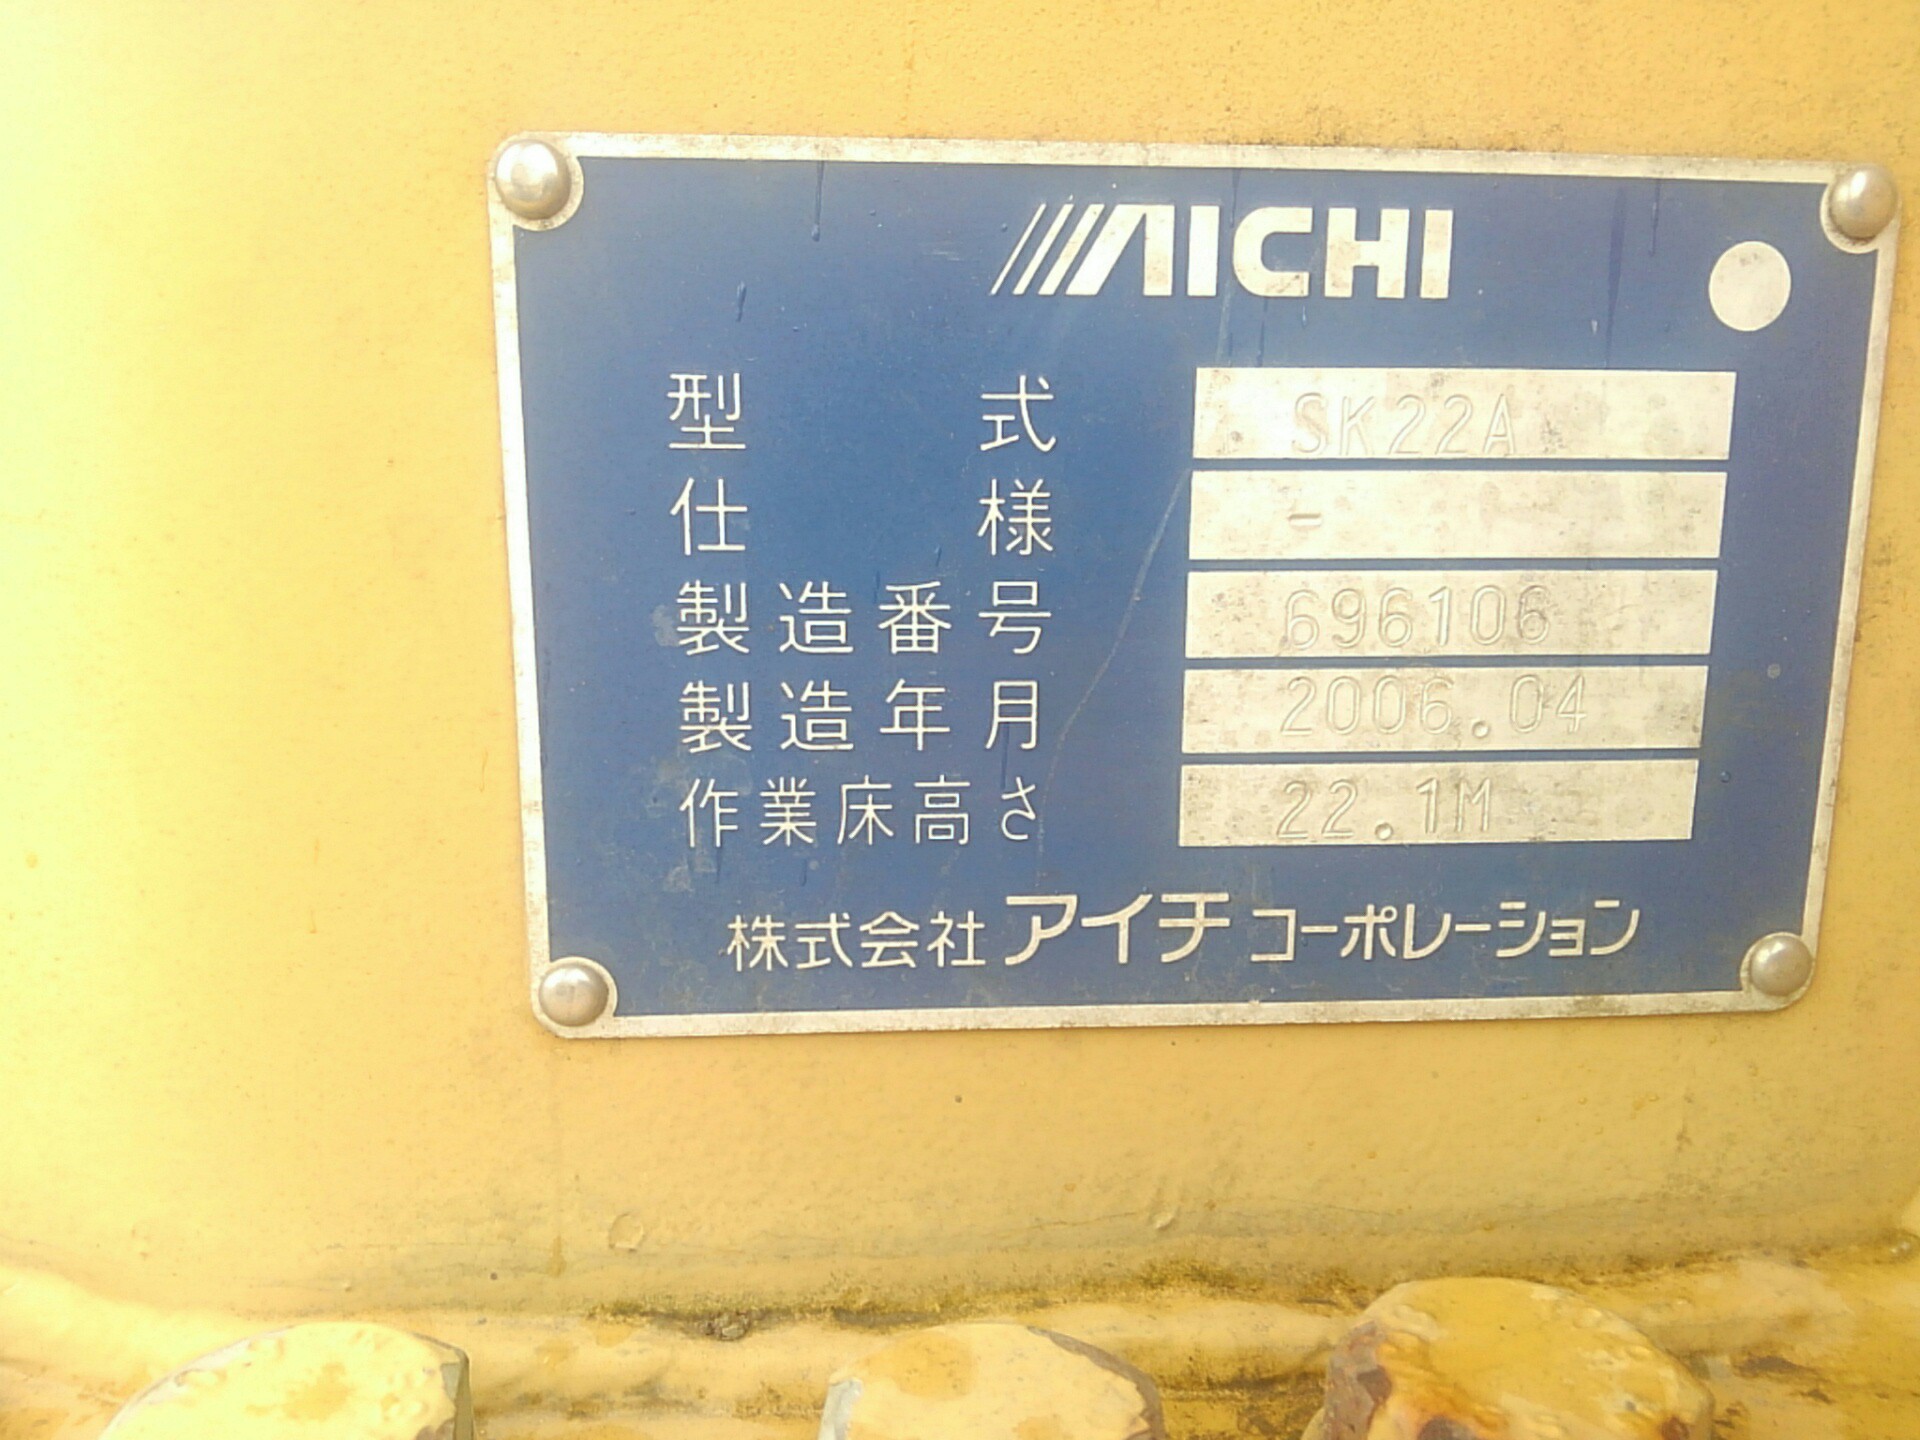 AICHI
型式 SK22A
仕様 -
製造番号 696106
製造年月 2006.04
作業床高さ 22.1M
株式会社アイチコーポレーション